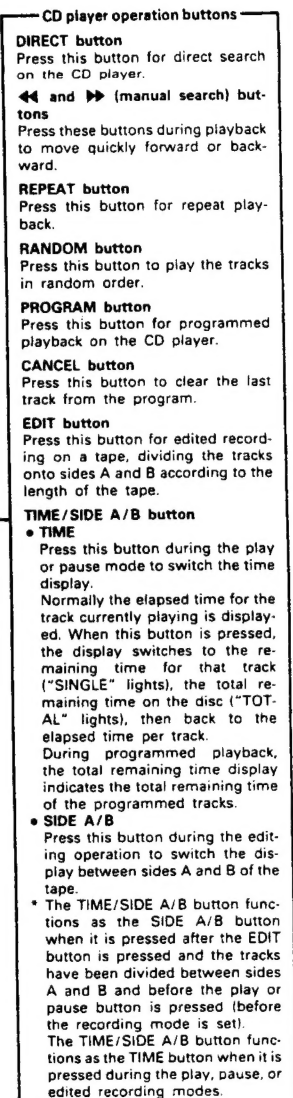 CD player operation buttons
DIRECT button
Press this button for direct search
on the CD player.
◀◀ and ▶▶ (manual search) but-
tons
Press these buttons during playback
to move quickly forward or back-
ward.
REPEAT button
Press this button for repeat play-
back.
RANDOM button
Press this button to play the tracks
in random order.
PROGRAM button
Press this button for programmed
playback on the CD player.
CANCEL button
Press this button to clear the last
track from the program.
EDIT button
Press this button for edited record-
ing on a tape, dividing the tracks
onto sides A and B according to the
length of the tape.
TIME/SIDE A/B button
• TIME
Press this button during the play
or pause mode to switch the time
display.
Normally the elapsed time for the
track currently playing is display-
ed. When this button is pressed,
the display switches to the re-
maining time for that track
("SINGLE" lights), the total re-
maining time on the disc ("TOT-
AL" lights), then back to the
elapsed time per track.
During programmed playback,
the total remaining time display
indicates the total remaining time
of the programmed tracks.
• SIDE A/B
Press this button during the edit-
ing operation to switch the dis-
play between sides A and B of the
tape.
* The TIME/SIDE A/B button func-
tions as the SIDE A/B button
when it is pressed after the EDIT
button is pressed and the tracks
have been divided between sides
A and B and before the play or
pause button is pressed (before
the recording mode is set).
The TIME/SIDE A/B button func-
tions as the TIME button when it is
pressed during the play, pause, or
edited recording modes.